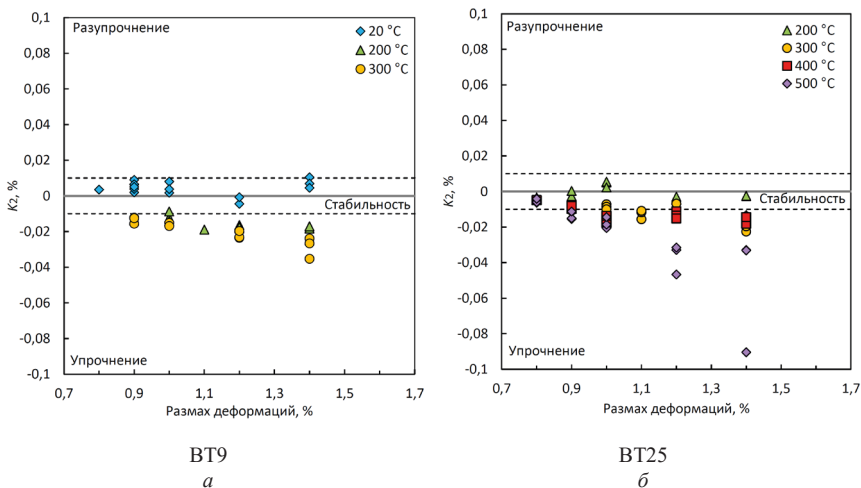 0,1
0,08
0,06
0,04
0,02
0
-0,02
-0,04
-0,06
-0,08
-0,1
K2, %
Разупрочнение
20 °C
200 °C
300 °C
Стабильность
Упрочнение
0,7 0,9 1,1 1,3 1,5 1,7
Размах деформаций, %
ВТ9
а
0,1
0,08
0,06
0,04
0,02
0
-0,02
-0,04
-0,06
-0,08
-0,1
K2, %
Разупрочнение
200 °C
300 °C
400 °C
500 °C
Стабильность
Упрочнение
0,7 0,9 1,1 1,3 1,5 1,7
Размах деформаций, %
ВТ25
б